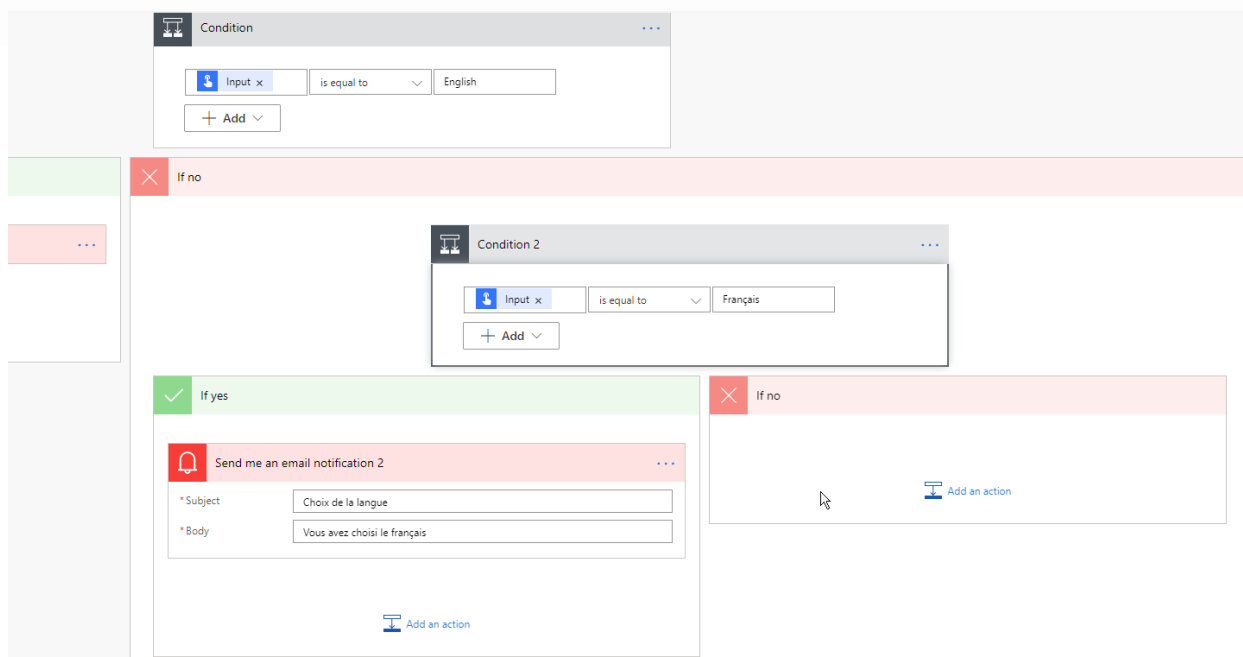 Condition
...
Input x
is equal to
English
+ Add
If no
...
Condition 2
...
Input x
is equal to
Français
+ Add
If yes
If no
Send me an email notification 2
...
Add an action
*Subject
Choix de la langue
*Body
Vous avez choisi le français
Add an action